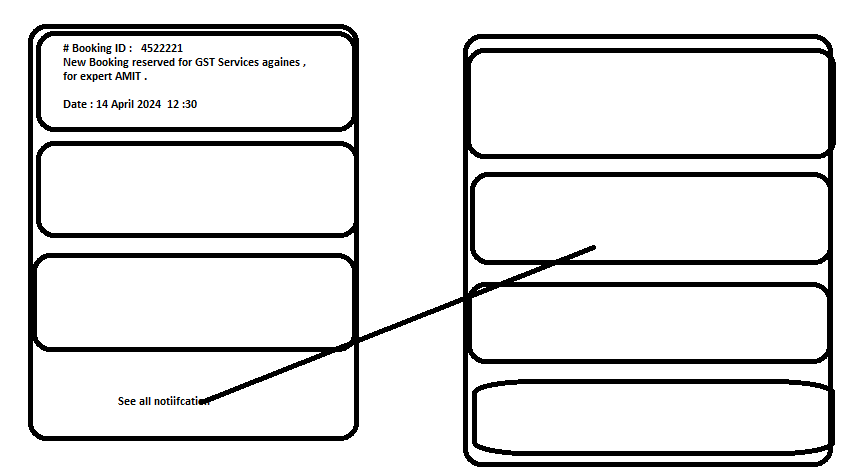 # Booking ID : 4522221
New Booking reserved for GST Services againes ,
for expert AMIT .
Date : 14 April 2024 12 :30
See all notiifcation